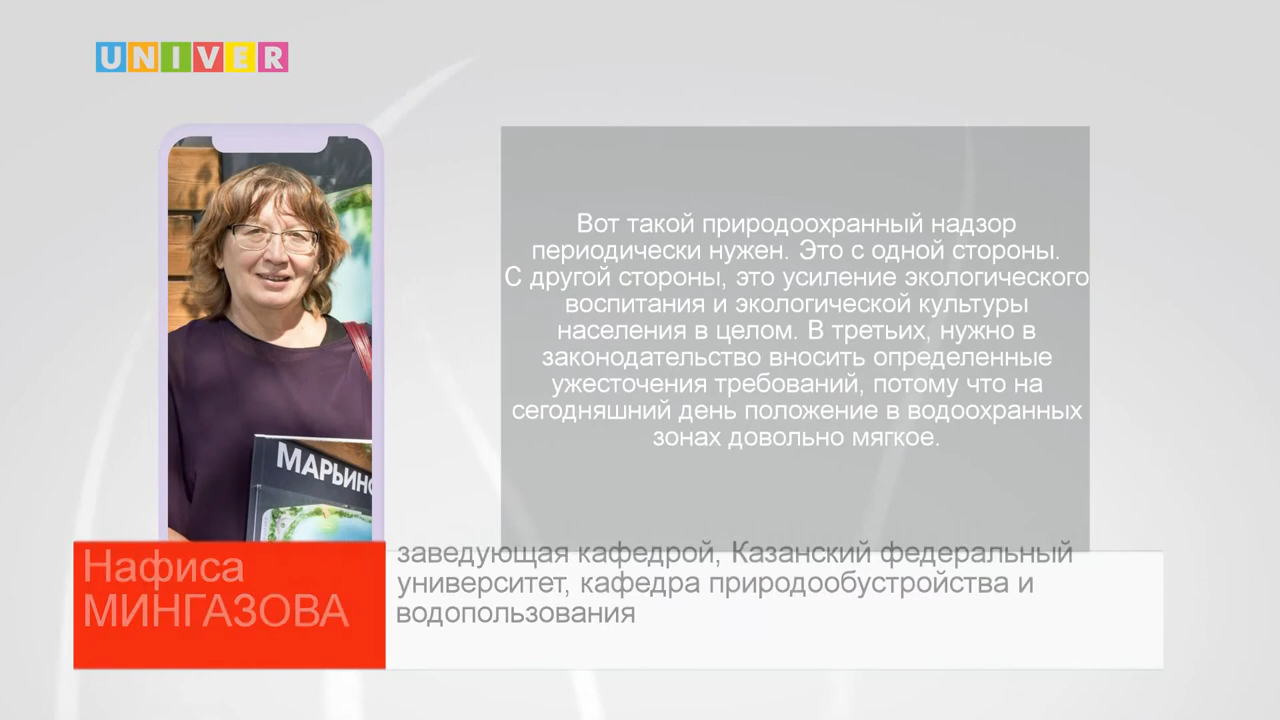 UNIVER
Вот такой природоохранный надзор
периодически нужен. Это с одной стороны.
С другой стороны, это усиление экологического
воспитания и экологической культуры
населения в целом. В третьих, нужно в
законодательство вносить определенные
ужесточения требований, потому что на
сегодняшний день положение в водоохранных
зонах довольно мягкое.
МАРЬИНО
Нафиса
МИНГАЗОВА
заведующая кафедрой, Казанский федеральный
университет, кафедра природообустройства и
водопользования